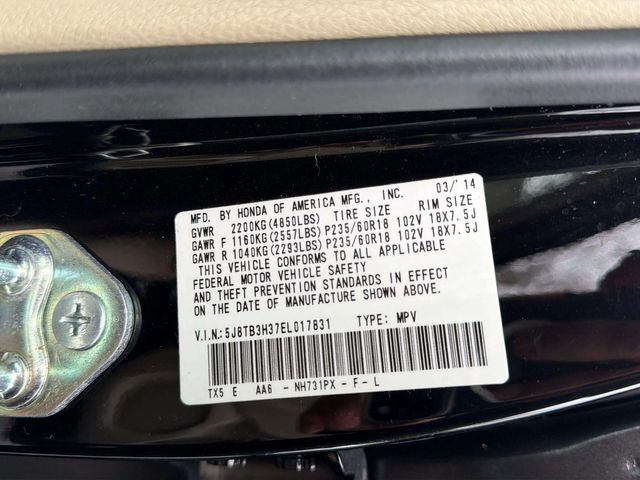 MFD. BY HONDA OF AMERICA MFG., INC. 03/'14
GVWR 2200KG(4850LBS) TIRE SIZE RIM SIZE
GAWR F 1160KG(2557LBS) P235/60R18 102V 18X7.5J
GAWR R 1040KG(2293LBS) P235/60R18 102V 18X7.5J
THIS VEHICLE CONFORMS TO ALL APPLICABLE
FEDERAL MOTOR VEHICLE SAFETY
AND THEFT PREVENTION STANDARDS IN EFFECT
ON THE DATE OF MANUFACTURE SHOWN ABOVE.
V.I.N.:5J8TB3H37EL017831 TYPE: MPV
TX5 E AA6 - NH731PX - F - L